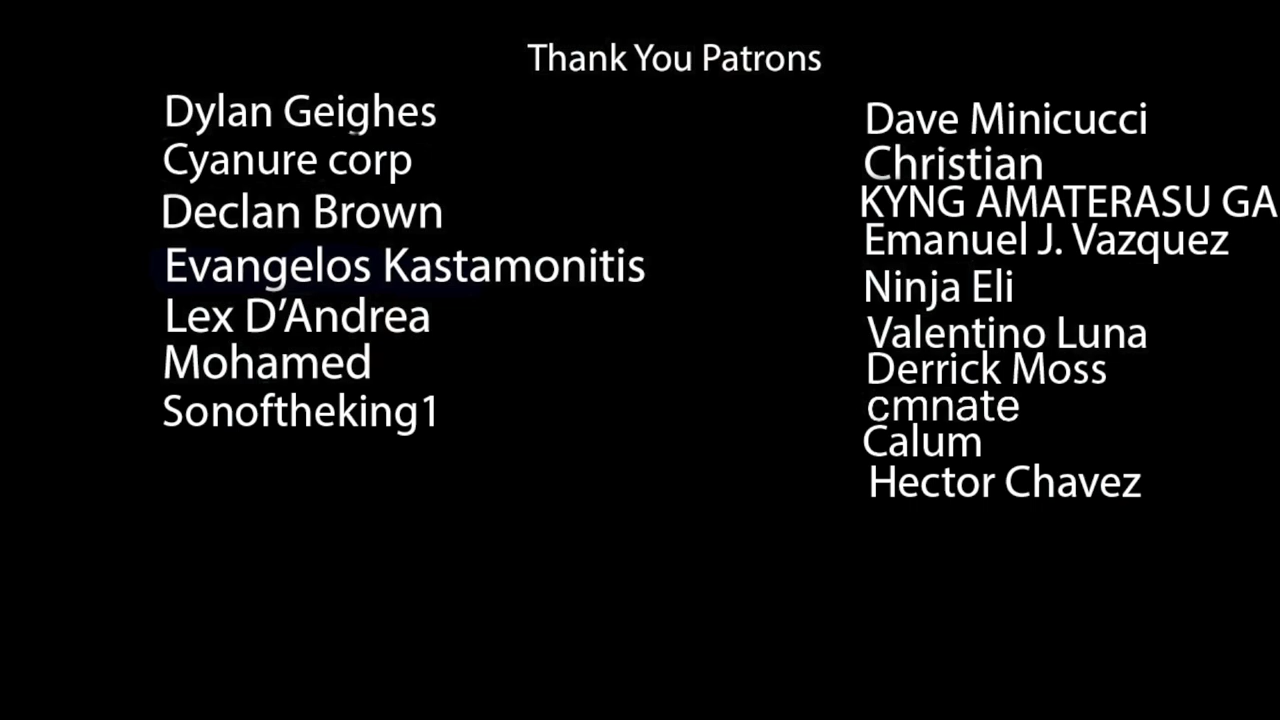 Thank You Patrons
Dylan Geighes
Cyanure corp
Declan Brown
Evangelos Kastamonitis
Lex D’Andrea
Mohamed
Sonoftheking1
Dave Minicucci
Christian
KYNG AMATERASU GA
Emanuel J. Vazquez
Ninja Eli
Valentino Luna
Derrick Moss
cmnate
Calum
Hector Chavez